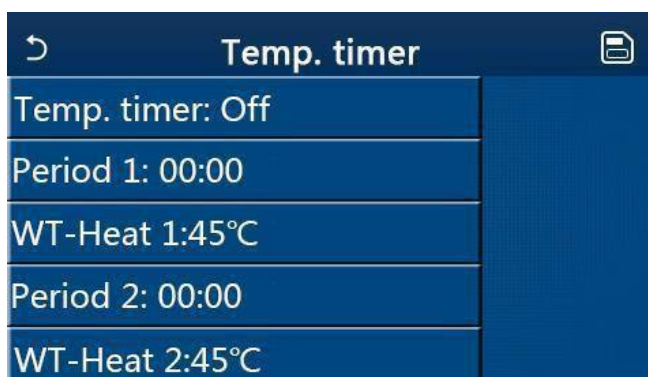 Temp. timer
Temp. timer: Off
Period 1: 00:00
WT-Heat 1:45℃
Period 2: 00:00
WT-Heat 2:45℃